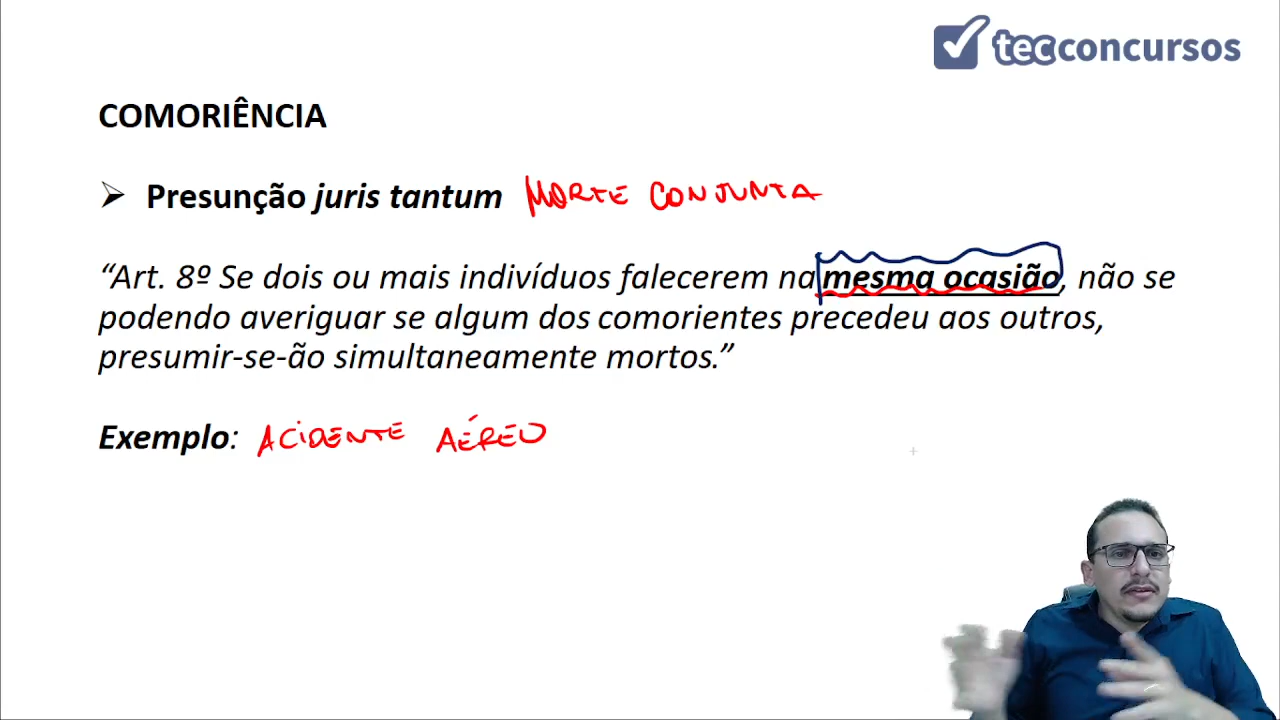 tecconcursos
COMORIÊNCIA
➢ Presunção juris tantum MORTE CONJUNTA
“Art. 8º Se dois ou mais indivíduos falecerem na mesma ocasião, não se
podendo averiguar se algum dos comorientes precedeu aos outros,
presumir-se-ão simultaneamente mortos.”
Exemplo: ACIDENTE AÉREO